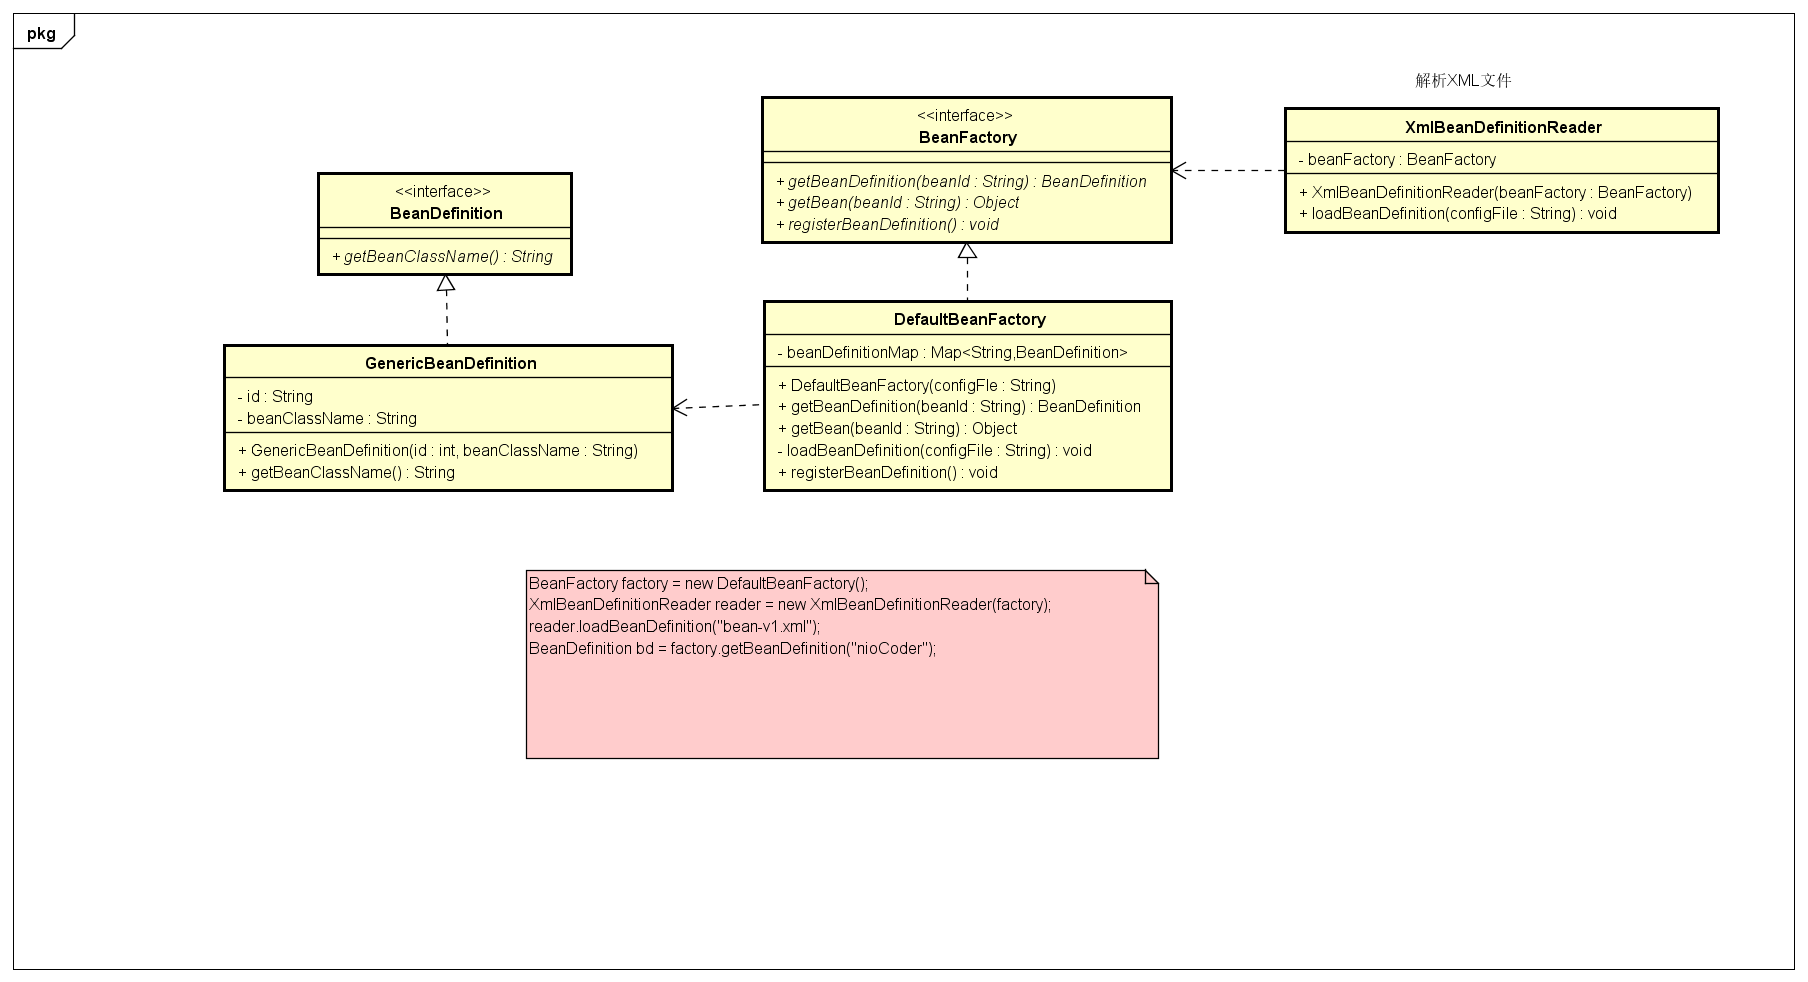 pkg
解析XML文件
<<interface>>
BeanDefinition
+ getBeanClassName() : String
GenericBeanDefinition
- id : String
- beanClassName : String
+ GenericBeanDefinition(id : int, beanClassName : String)
+ getBeanClassName() : String
<<interface>>
BeanFactory
+ getBeanDefinition(beanId : String) : BeanDefinition
+ getBean(beanId : String) : Object
+ registerBeanDefinition() : void
DefaultBeanFactory
- beanDefinitionMap : Map<String,BeanDefinition>
+ DefaultBeanFactory(configFle : String)
+ getBeanDefinition(beanId : String) : BeanDefinition
+ getBean(beanId : String) : Object
- loadBeanDefinition(configFile : String) : void
+ registerBeanDefinition() : void
XmlBeanDefinitionReader
- beanFactory : BeanFactory
+ XmlBeanDefinitionReader(beanFactory : BeanFactory)
+ loadBeanDefinition(configFile : String) : void
BeanFactory factory = new DefaultBeanFactory();
XmlBeanDefinitionReader reader = new XmlBeanDefinitionReader(factory);
reader.loadBeanDefinition("bean-v1.xml");
BeanDefinition bd = factory.getBeanDefinition("nioCoder");